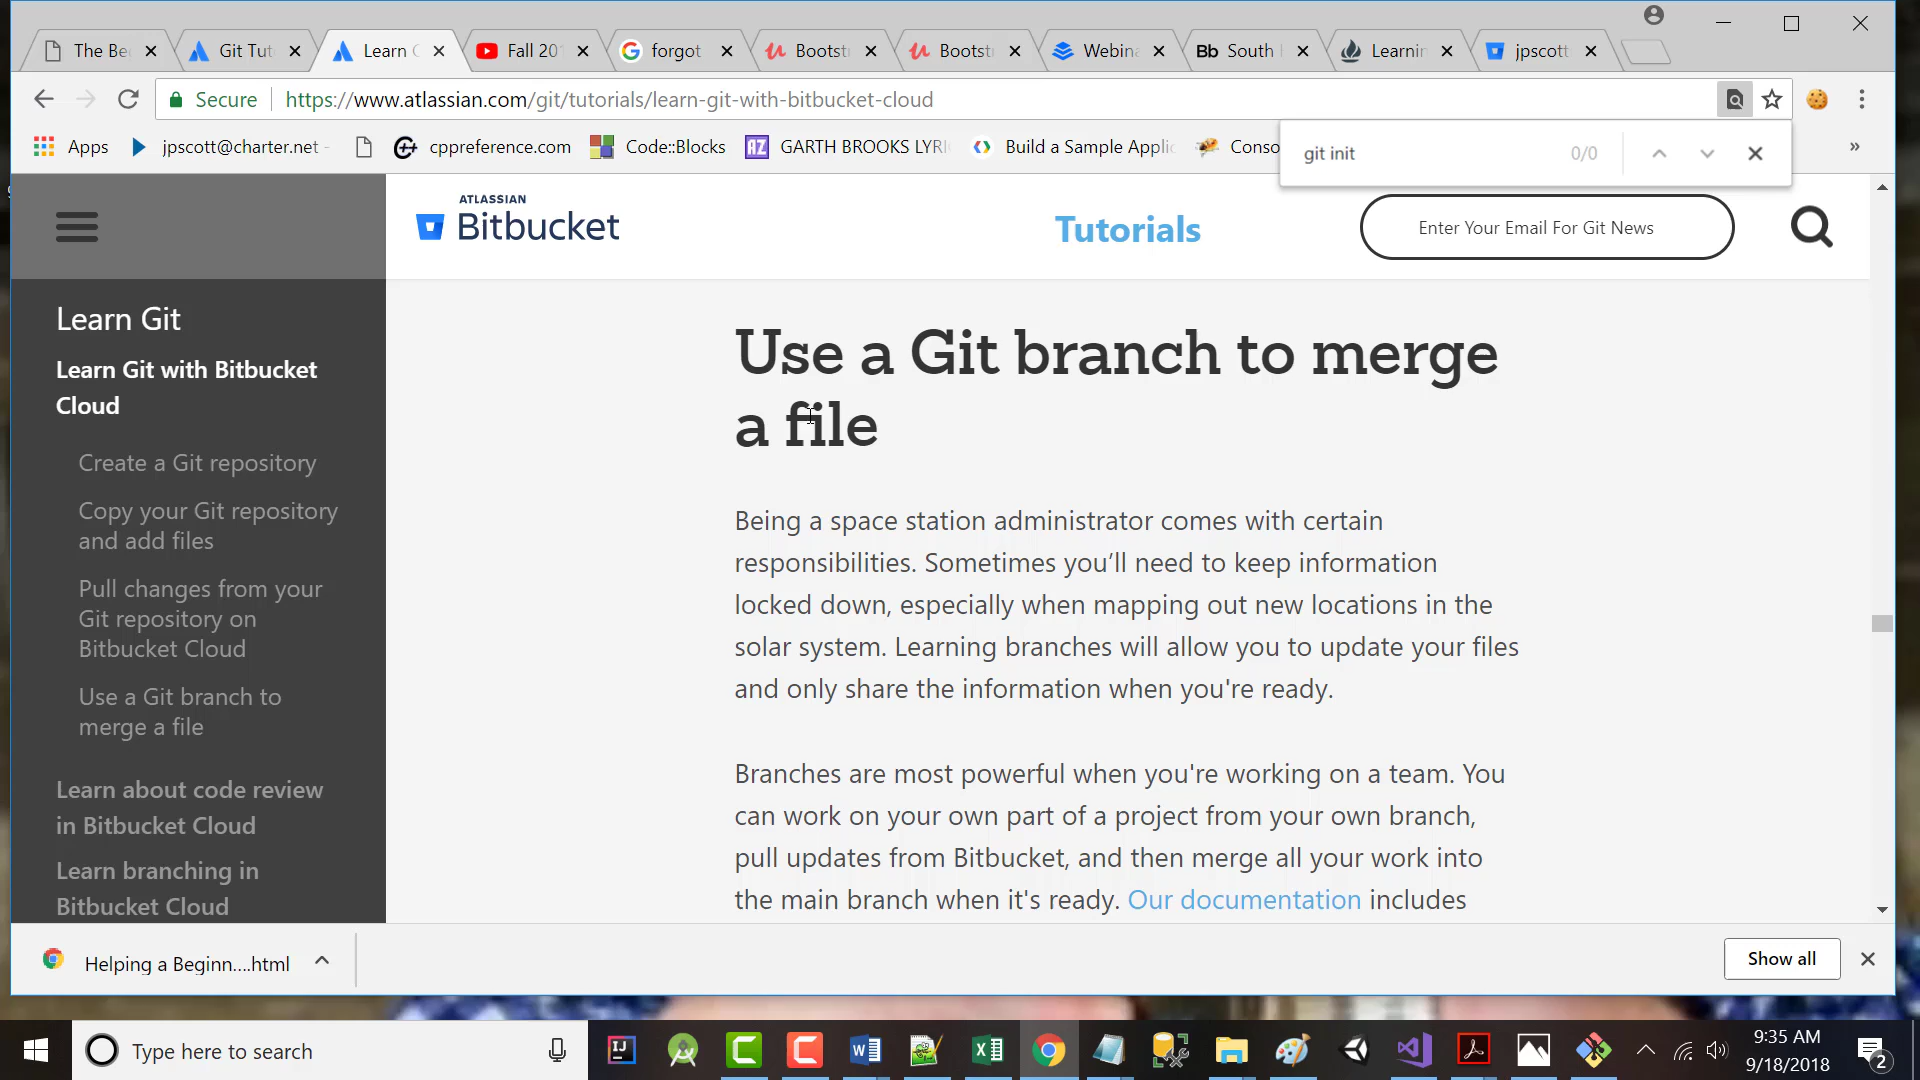 The Be
Git Tut
Learn G
Fall 20
forgot
Bootst
Bootst
Webina
Bb South
Learnin
jpscott
Secure
https://www.atlassian.com/git/tutorials/learn-git-with-bitbucket-cloud
Apps
jpscott@charter.net -
cppreference.com
Code::Blocks
AZ GARTH BROOKS LYRI
Build a Sample Applic
Conso
»
git init 0/0
ATLASSIAN
Bitbucket
Tutorials
Enter Your Email For Git News
Learn Git
Learn Git with Bitbucket
Cloud
Create a Git repository
Copy your Git repository
and add files
Pull changes from your
Git repository on
Bitbucket Cloud
Use a Git branch to
merge a file
Learn about code review
in Bitbucket Cloud
Learn branching in
Bitbucket Cloud
Use a Git branch to merge
a file
Being a space station administrator comes with certain
responsibilities. Sometimes you’ll need to keep information
locked down, especially when mapping out new locations in the
solar system. Learning branches will allow you to update your files
and only share the information when you're ready.
Branches are most powerful when you're working on a team. You
can work on your own part of a project from your own branch,
pull updates from Bitbucket, and then merge all your work into
the main branch when it's ready. Our documentation includes
Helping a Beginn....html
Show all
Type here to search
9:35 AM
9/18/2018
2